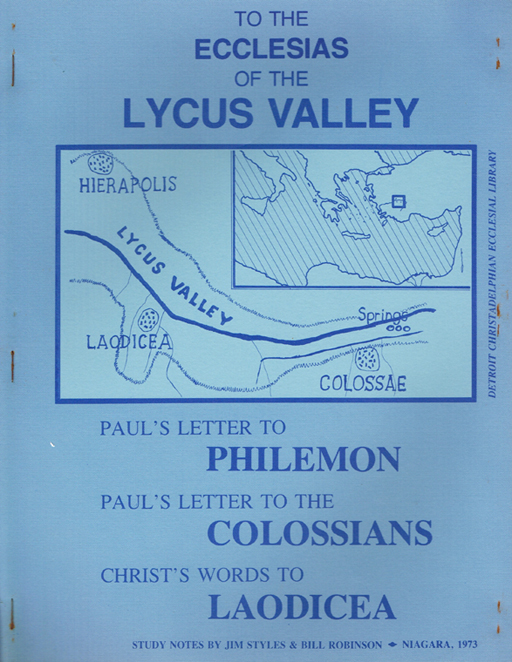 TO THE
ECCLESIAS
OF THE
LYCUS VALLEY
HIERAPOLIS
LYCUS VALLEY
LAODICEA
Springs
COLOSSAE
DETROIT CHRISTADELPHIAN ECCLESIAL LIBRARY
PAUL'S LETTER TO
PHILEMON
PAUL'S LETTER TO THE
COLOSSIANS
CHRIST'S WORDS TO
LAODICEA
STUDY NOTES BY JIM STYLES & BILL ROBINSON ◆ NIAGARA, 1973